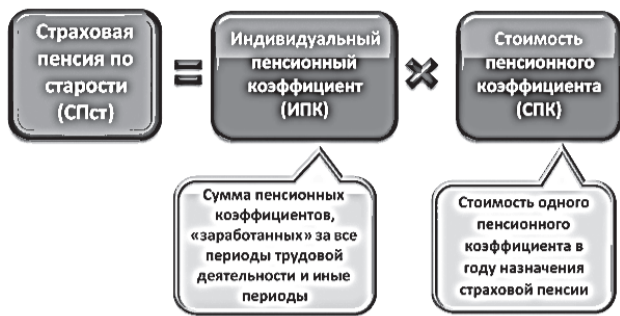 Страховая
пенсия по
старости
(СПст)
=
Индивидуальный
пенсионный
коэффициент
(ИПК)
×
Стоимость
пенсионного
коэффициента
(СПК)
Сумма пенсионных
коэффициентов,
«заработанных» за все
периоды трудовой
деятельности и иные
периоды
Стоимость одного
пенсионного
коэффициента в
году назначения
страховой пенсии